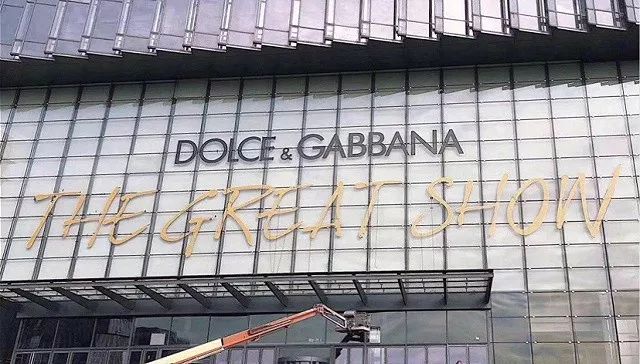 DOLCE & GABBANA
THE GREAT SHOW